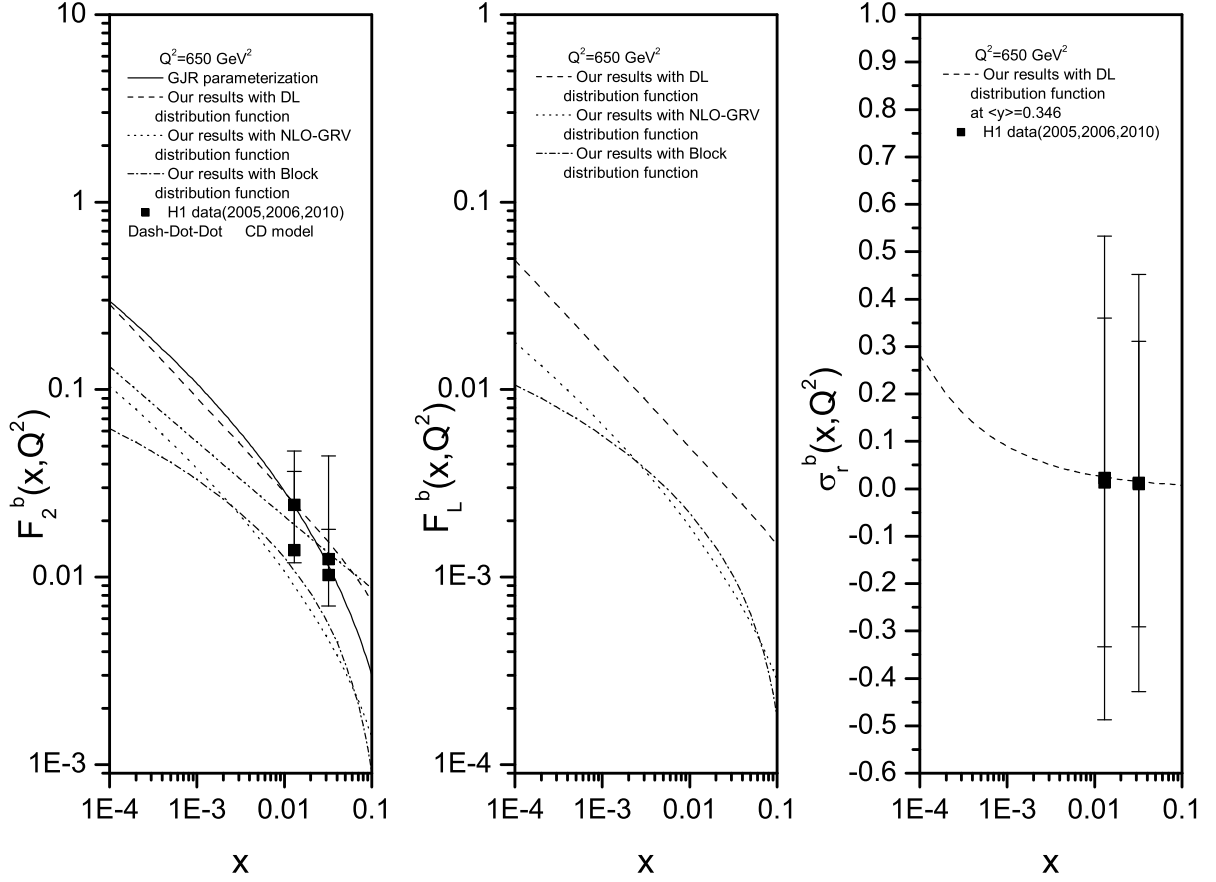 10
1
0.1
0.01
1E-3
F₂ᵇ(x,Q²)
Q²=650 GeV²
GJR parameterization
Our results with DL
distribution function
Our results with NLO-GRV
distribution function
Our results with Block
distribution function
H1 data(2005,2006,2010)
Dash-Dot-Dot CD model
1E-4 1E-3 0.01 0.1
x
1
0.1
0.01
1E-3
1E-4
F_Lᵇ(x,Q²)
Q²=650 GeV²
Our results with DL
distribution function
Our results with NLO-GRV
distribution function
Our results with Block
distribution function
1E-4 1E-3 0.01 0.1
x
1.0
0.9
0.8
0.7
0.6
0.5
0.4
0.3
0.2
0.1
0.0
-0.1
-0.2
-0.3
-0.4
-0.5
-0.6
σᵣᵇ(x,Q²)
Q²=650 GeV²
Our results with DL
distribution function
at <y>=0.346
H1 data(2005,2006,2010)
1E-4 1E-3 0.01 0.1
x